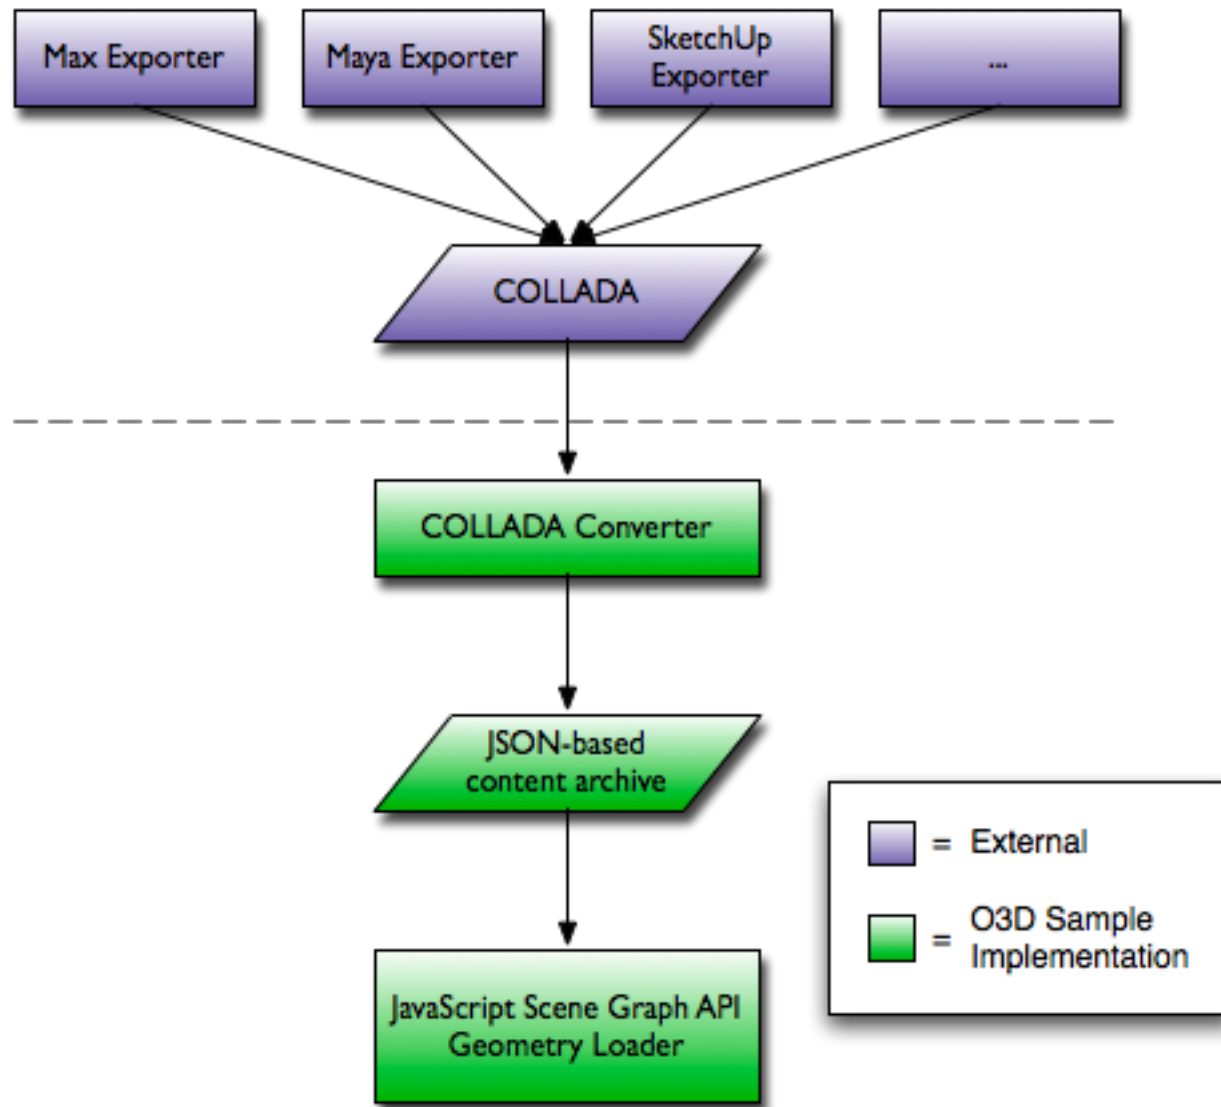 Max Exporter
Maya Exporter
SketchUp
Exporter
...
COLLADA
COLLADA Converter
JSON-based
content archive
JavaScript Scene Graph API
Geometry Loader
= External
= O3D Sample
Implementation